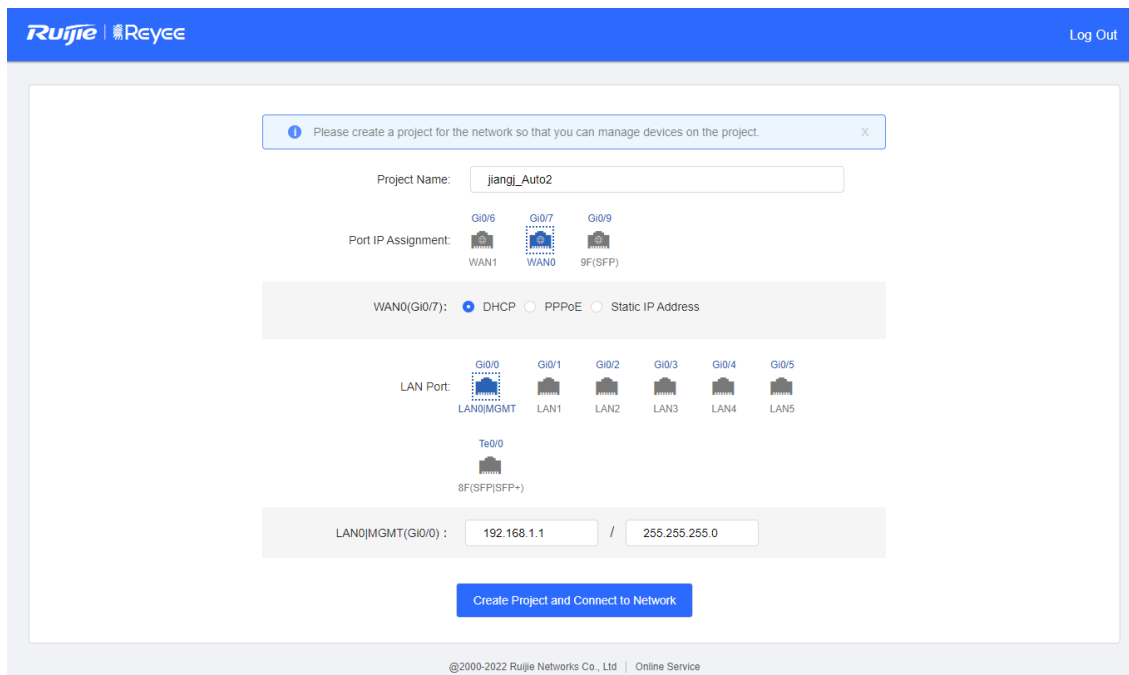 Ruijie | Reyee
Log Out
Please create a project for the network so that you can manage devices on the project. X
Project Name: jiangj_Auto2
Gi0/6 Gi0/7 Gi0/9
Port IP Assignment:
WAN1 WAN0 9F(SFP)
WAN0(Gi0/7): DHCP PPPoE Static IP Address
Gi0/0 Gi0/1 Gi0/2 Gi0/3 Gi0/4 Gi0/5
LAN Port:
LAN0|MGMT LAN1 LAN2 LAN3 LAN4 LAN5
Te0/0
8F(SFP|SFP+)
LAN0|MGMT(Gi0/0) : 192.168.1.1 / 255.255.255.0
Create Project and Connect to Network
@2000-2022 Ruijie Networks Co., Ltd | Online Service